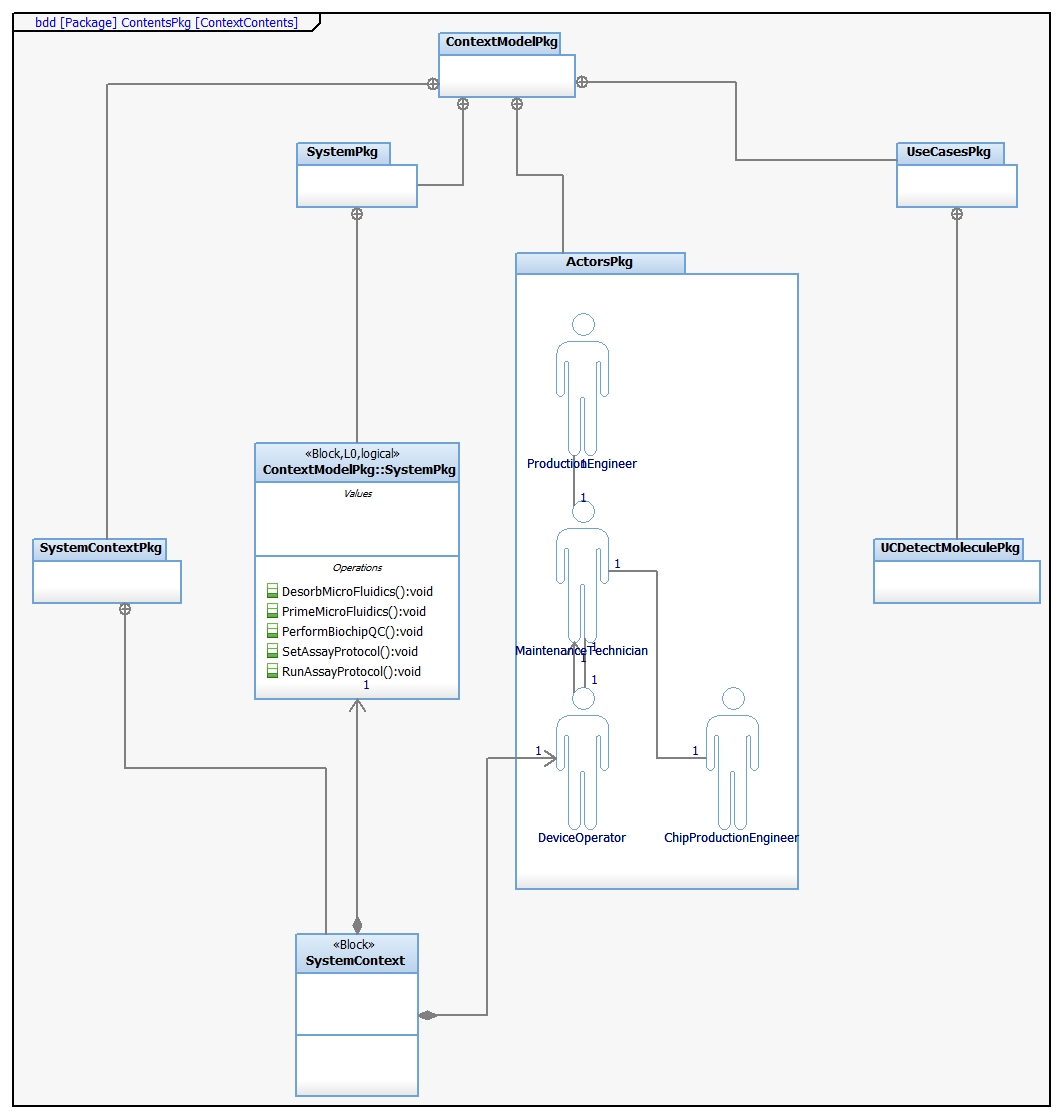 bdd [Package] ContentsPkg [ContextContents]
ContextModelPkg
SystemPkg
UseCasesPkg
ActorsPkg
ProductionEngineer
1
1
«Block,L0,logical»
ContextModelPkg::SystemPkg
Values
Operations
DesorbMicroFluidics():void
PrimeMicroFluidics():void
PerformBiochipQC():void
SetAssayProtocol():void
RunAssayProtocol():void
1
SystemContextPkg
UCDetectMoleculePkg
1
MaintenanceTechnician
1
1
1
1
1
DeviceOperator
ChipProductionEngineer
«Block»
SystemContext